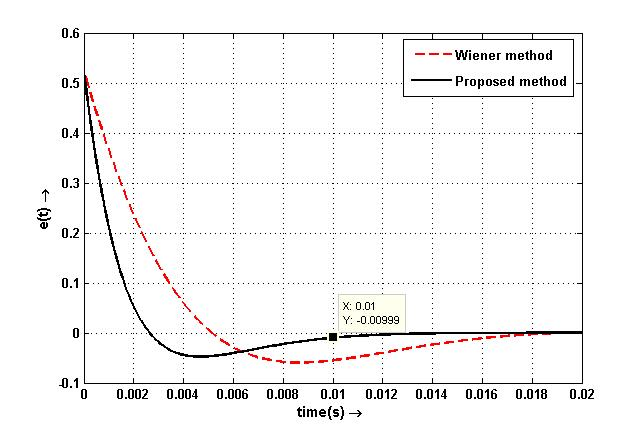 0.6
Wiener method
Proposed method
0.5
0.4
0.3
0.2
0.1
0
-0.1
e(t) →
X: 0.01
Y: -0.00999
0 0.002 0.004 0.006 0.008 0.01 0.012 0.014 0.016 0.018 0.02
time(s) →